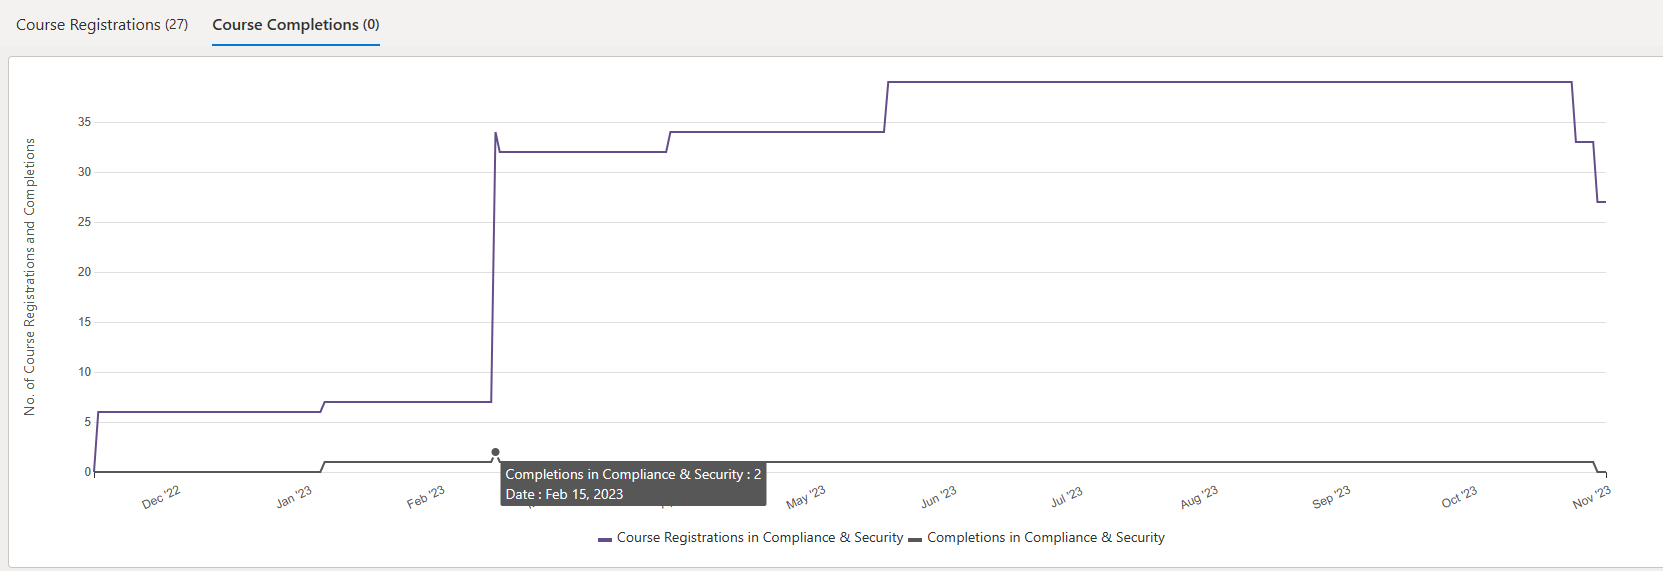 Course Registrations (27)
Course Completions (0)
No. of Course Registrations and Completions
35
30
25
20
15
10
5
0
Completions in Compliance & Security : 2
Date : Feb 15, 2023
Dec '22
Jan '23
Feb '23
May '23
Jun '23
Jul '23
Aug '23
Sep '23
Oct '23
Nov '23
Course Registrations in Compliance & Security
Completions in Compliance & Security